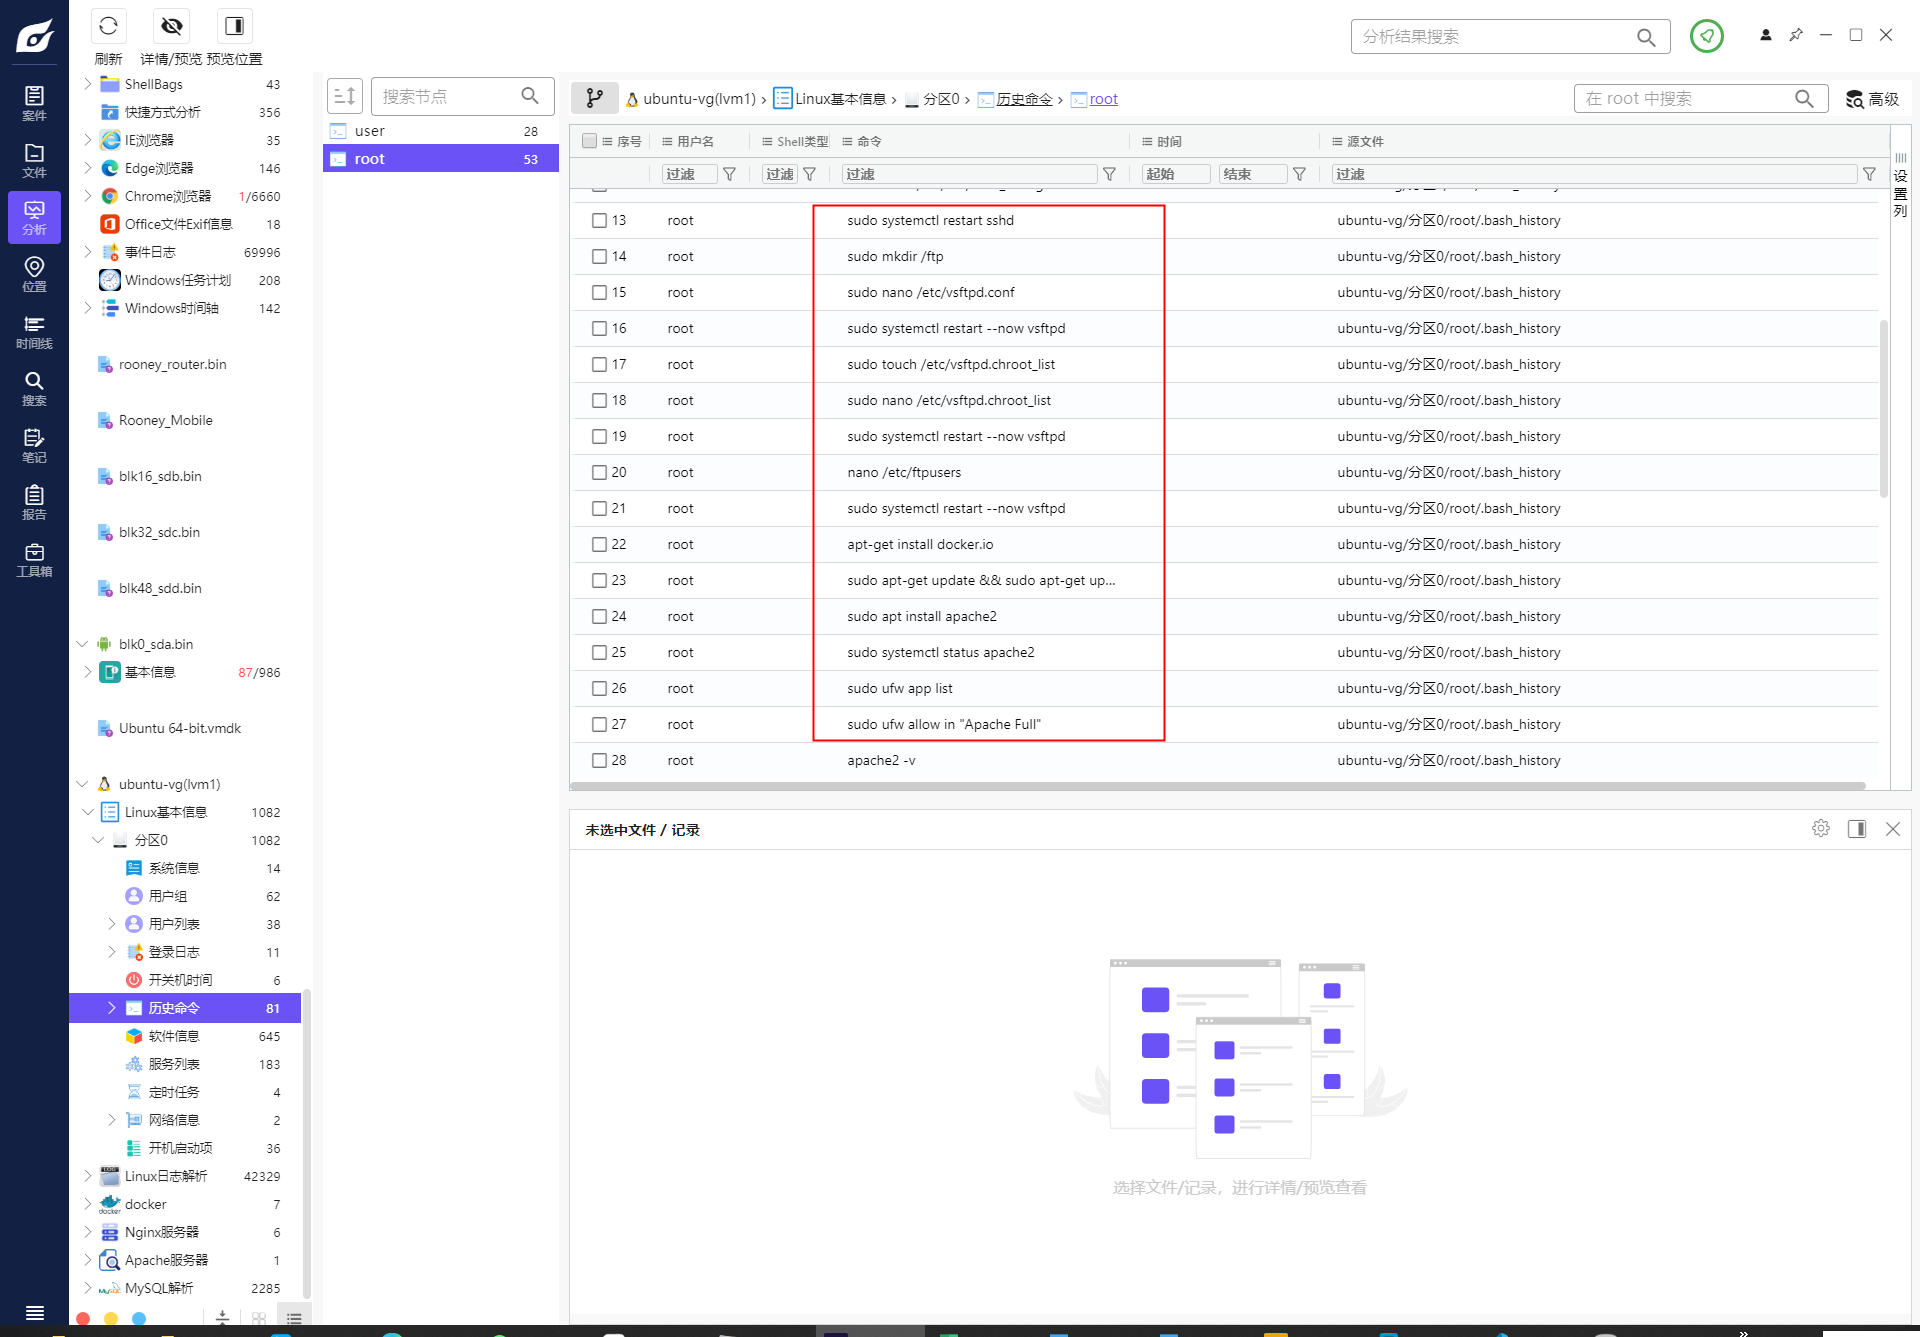 刷新
详情/预览
预览位置
案件
文件
分析
位置
时间线
搜索
笔记
报告
工具箱
ShellBags 43
快捷方式分析 356
IE浏览器 35
Edge浏览器 146
Chrome浏览器 1/6660
Office文件Exif信息 18
事件日志 69996
Windows任务计划 208
Windows时间轴 142
rooney_router.bin
Rooney_Mobile
blk16_sdb.bin
blk32_sdc.bin
blk48_sdd.bin
blk0_sda.bin
基本信息 87/986
Ubuntu 64-bit.vmdk
ubuntu-vg(lvm1)
Linux基本信息 1082
分区0 1082
系统信息 14
用户组 62
用户列表 38
登录日志 11
开关机时间 6
历史命令 81
软件信息 645
服务列表 183
定时任务 4
网络信息 2
开机启动项 36
Linux日志解析 42329
docker 7
Nginx服务器 6
Apache服务器 1
MySQL解析 2285
搜索节点
user 28
root 53
分析结果搜索
ubuntu-vg(lvm1) › Linux基本信息 › 分区0 › 历史命令 › root
在 root 中搜索
高级
序号 用户名 Shell类型 命令 时间 源文件
过滤 过滤 过滤 起始 结束 过滤
设置列
13 root sudo systemctl restart sshd ubuntu-vg/分区0/root/.bash_history
14 root sudo mkdir /ftp ubuntu-vg/分区0/root/.bash_history
15 root sudo nano /etc/vsftpd.conf ubuntu-vg/分区0/root/.bash_history
16 root sudo systemctl restart --now vsftpd ubuntu-vg/分区0/root/.bash_history
17 root sudo touch /etc/vsftpd.chroot_list ubuntu-vg/分区0/root/.bash_history
18 root sudo nano /etc/vsftpd.chroot_list ubuntu-vg/分区0/root/.bash_history
19 root sudo systemctl restart --now vsftpd ubuntu-vg/分区0/root/.bash_history
20 root nano /etc/ftpusers ubuntu-vg/分区0/root/.bash_history
21 root sudo systemctl restart --now vsftpd ubuntu-vg/分区0/root/.bash_history
22 root apt-get install docker.io ubuntu-vg/分区0/root/.bash_history
23 root sudo apt-get update && sudo apt-get up... ubuntu-vg/分区0/root/.bash_history
24 root sudo apt install apache2 ubuntu-vg/分区0/root/.bash_history
25 root sudo systemctl status apache2 ubuntu-vg/分区0/root/.bash_history
26 root sudo ufw app list ubuntu-vg/分区0/root/.bash_history
27 root sudo ufw allow in "Apache Full" ubuntu-vg/分区0/root/.bash_history
28 root apache2 -v ubuntu-vg/分区0/root/.bash_history
未选中文件 / 记录
选择文件/记录，进行详情/预览查看